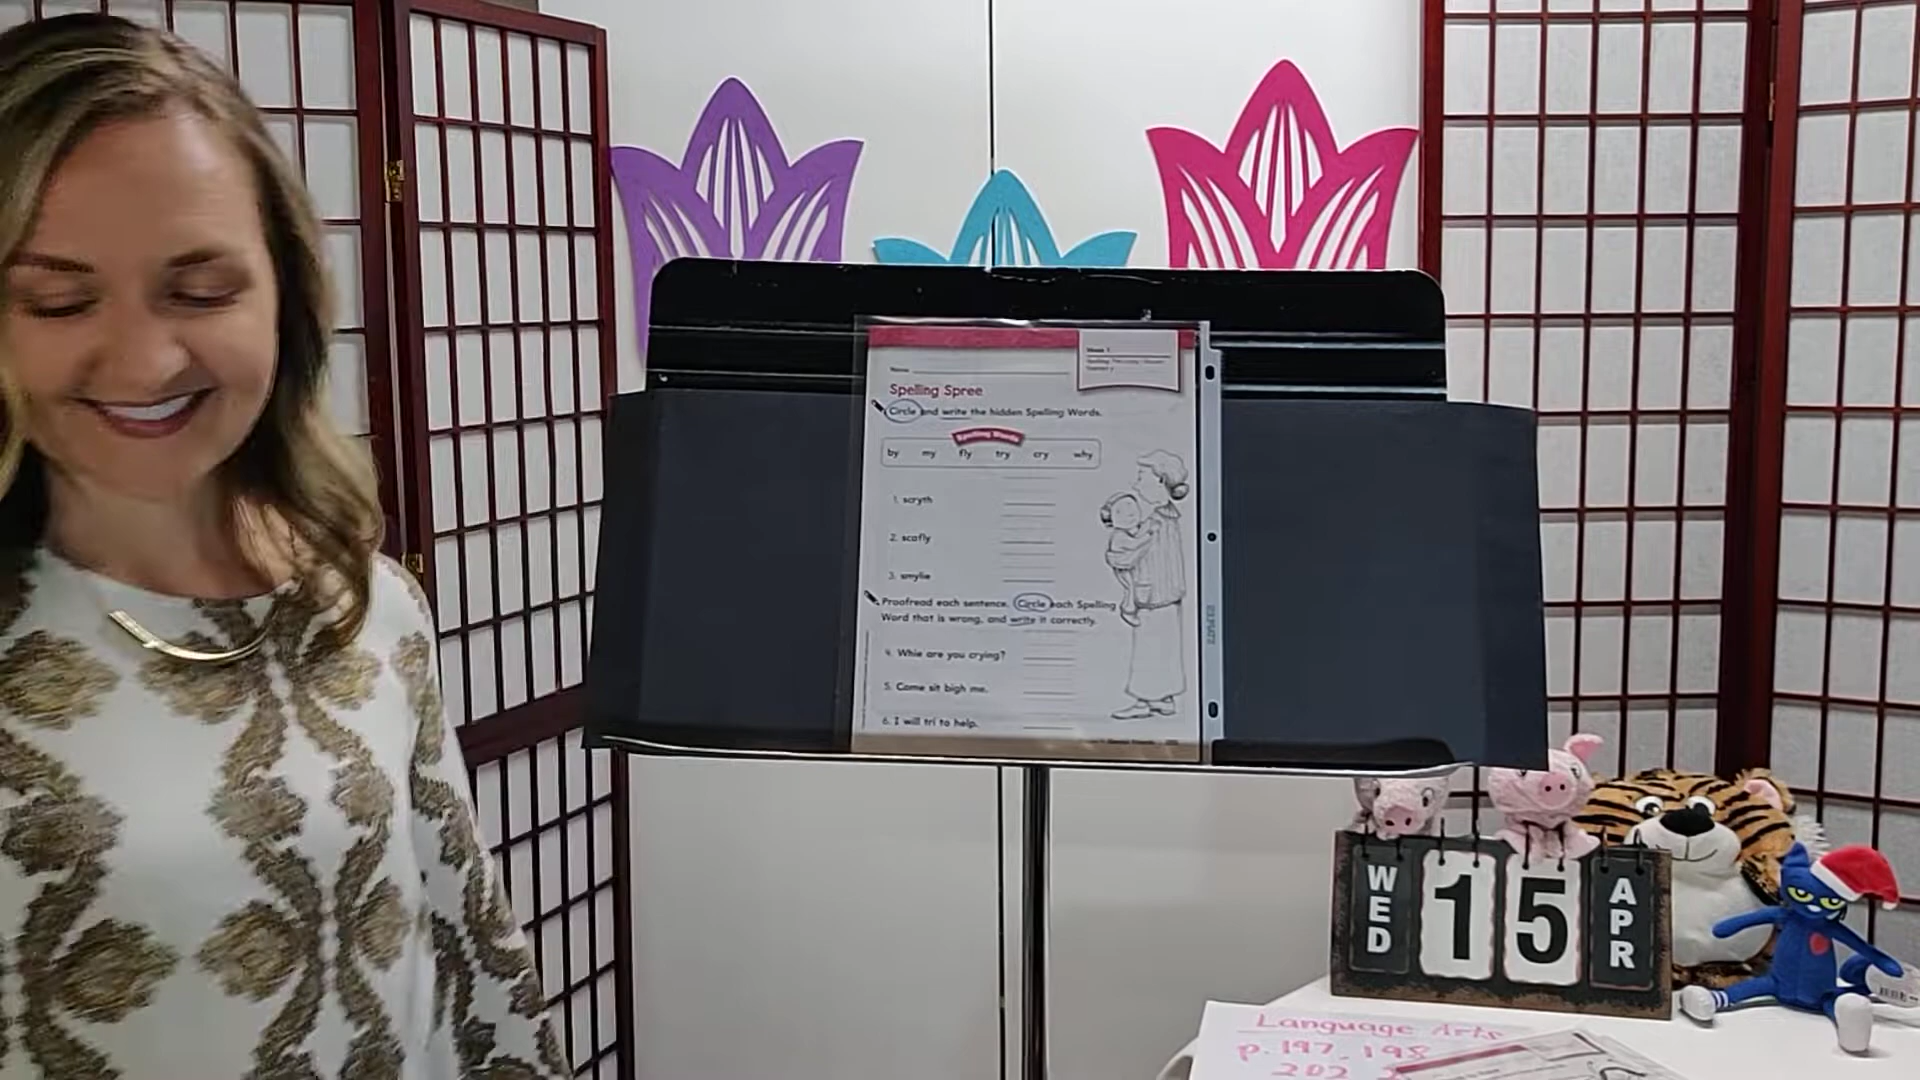 Name
Spelling Spree
Circle and write the hidden Spelling Words.
Spelling Words
by my fly try cry why
1. scryth
2. scafly
3. smylie
Proofread each sentence. Circle each Spelling
Word that is wrong, and write it correctly.
4. Whie are you crying?
5. Come sit bigh me.
6. I will tri to help.
WED 15 APR
Language Arts
p. 197, 198
202